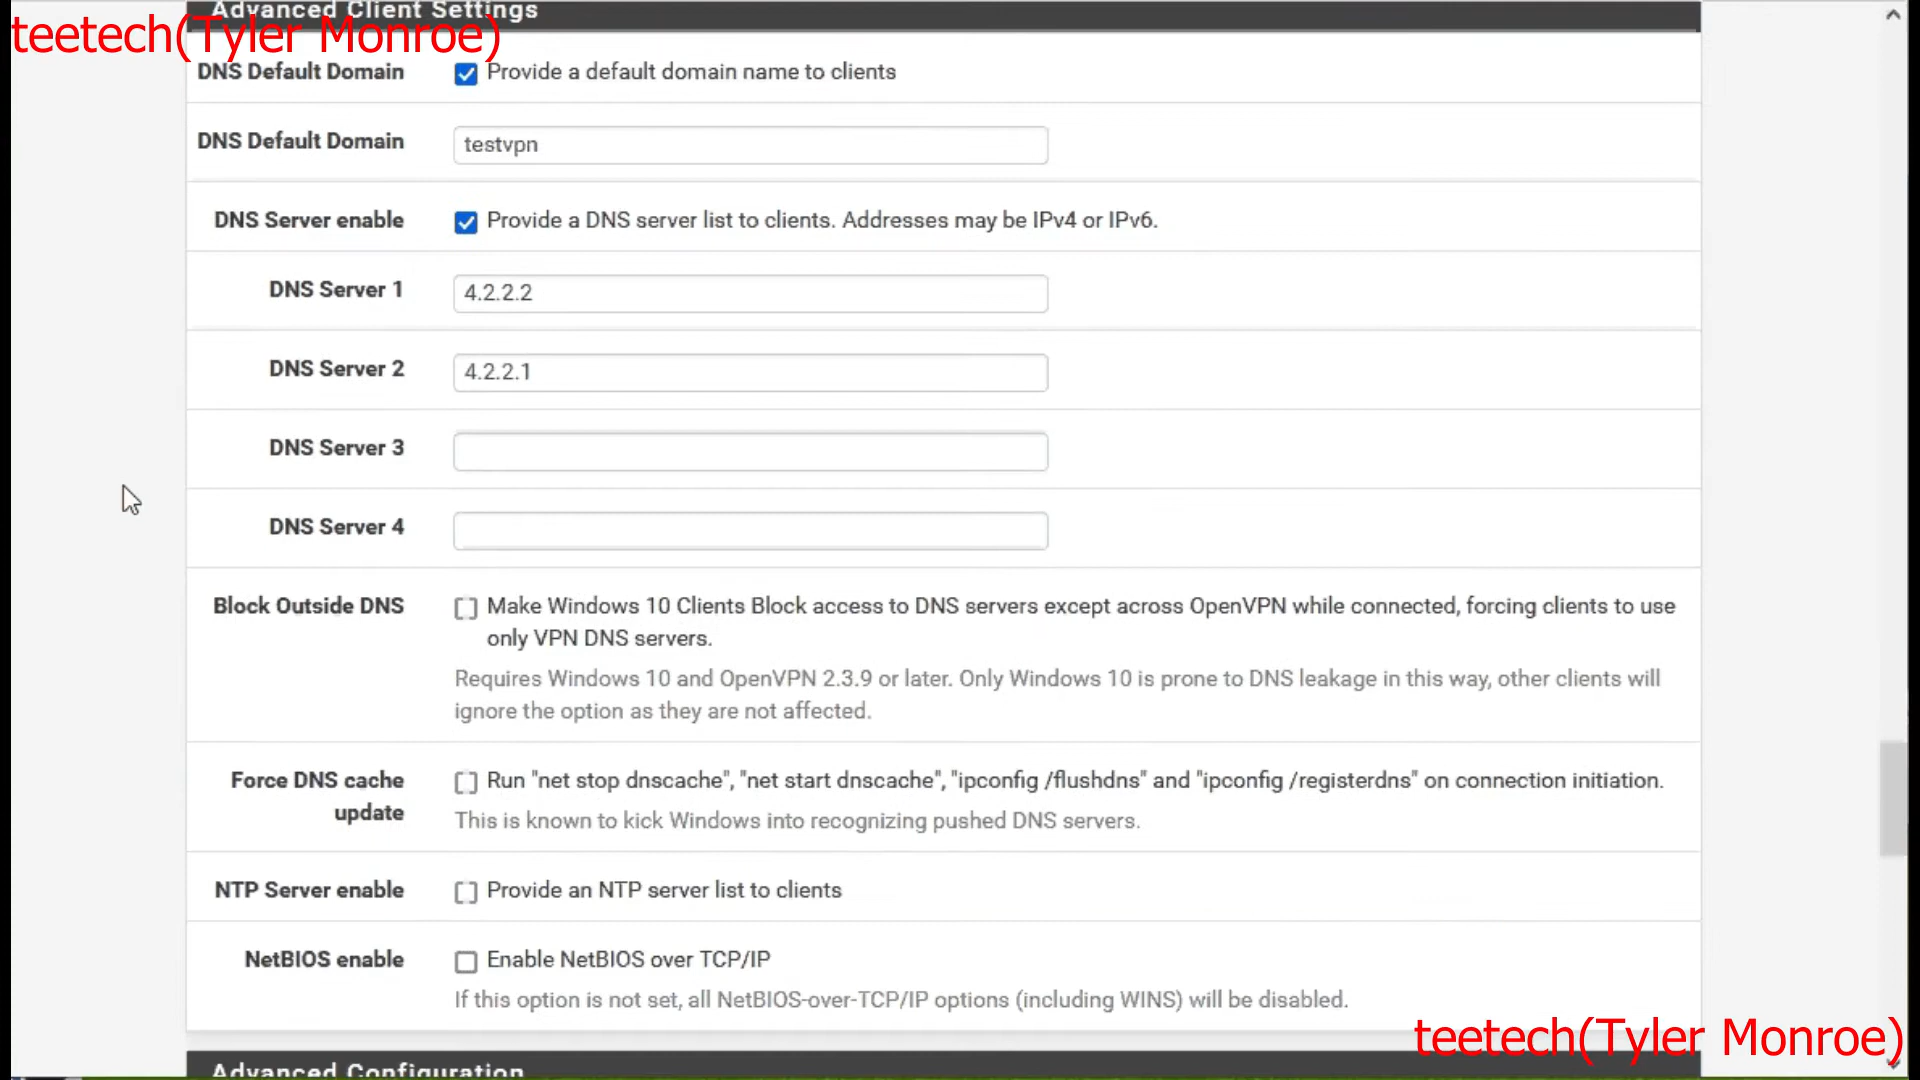 Advanced Client Settings
teetech(Tyler Monroe)
DNS Default Domain
Provide a default domain name to clients
DNS Default Domain
testvpn
DNS Server enable
Provide a DNS server list to clients. Addresses may be IPv4 or IPv6.
DNS Server 1
4.2.2.2
DNS Server 2
4.2.2.1
DNS Server 3
DNS Server 4
Block Outside DNS
Make Windows 10 Clients Block access to DNS servers except across OpenVPN while connected, forcing clients to use
only VPN DNS servers.
Requires Windows 10 and OpenVPN 2.3.9 or later. Only Windows 10 is prone to DNS leakage in this way, other clients will
ignore the option as they are not affected.
Force DNS cache
update
Run "net stop dnscache", "net start dnscache", "ipconfig /flushdns" and "ipconfig /registerdns" on connection initiation.
This is known to kick Windows into recognizing pushed DNS servers.
NTP Server enable
Provide an NTP server list to clients
NetBIOS enable
Enable NetBIOS over TCP/IP
If this option is not set, all NetBIOS-over-TCP/IP options (including WINS) will be disabled.
teetech(Tyler Monroe)
Advanced Configuration